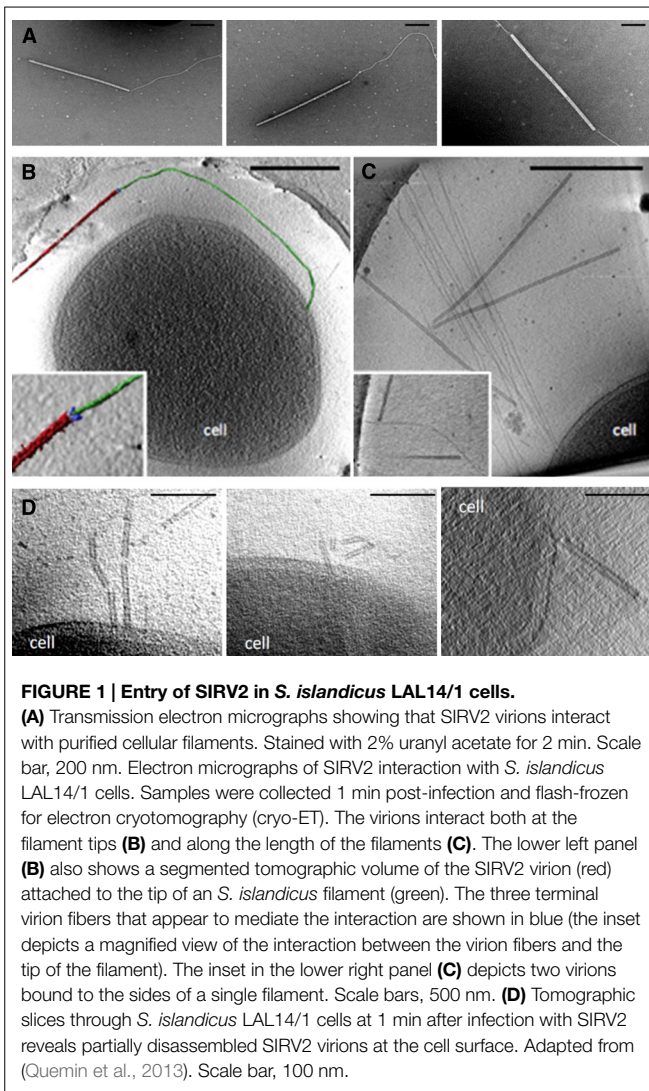 A
B
C
cell
cell
D
cell
cell
cell
FIGURE 1 | Entry of SIRV2 in S. islandicus LAL14/1 cells.
(A) Transmission electron micrographs showing that SIRV2 virions interact
with purified cellular filaments. Stained with 2% uranyl acetate for 2 min. Scale
bar, 200 nm. Electron micrographs of SIRV2 interaction with S. islandicus
LAL14/1 cells. Samples were collected 1 min post-infection and flash-frozen
for electron cryotomography (cryo-ET). The virions interact both at the
filament tips (B) and along the length of the filaments (C). The lower left panel
(B) also shows a segmented tomographic volume of the SIRV2 virion (red)
attached to the tip of an S. islandicus filament (green). The three terminal
virion fibers that appear to mediate the interaction are shown in blue (the inset
depicts a magnified view of the interaction between the virion fibers and the
tip of the filament). The inset in the lower right panel (C) depicts two virions
bound to the sides of a single filament. Scale bars, 500 nm. (D) Tomographic
slices through S. islandicus LAL14/1 cells at 1 min after infection with SIRV2
reveals partially disassembled SIRV2 virions at the cell surface. Adapted from
(Quemin et al., 2013). Scale bar, 100 nm.